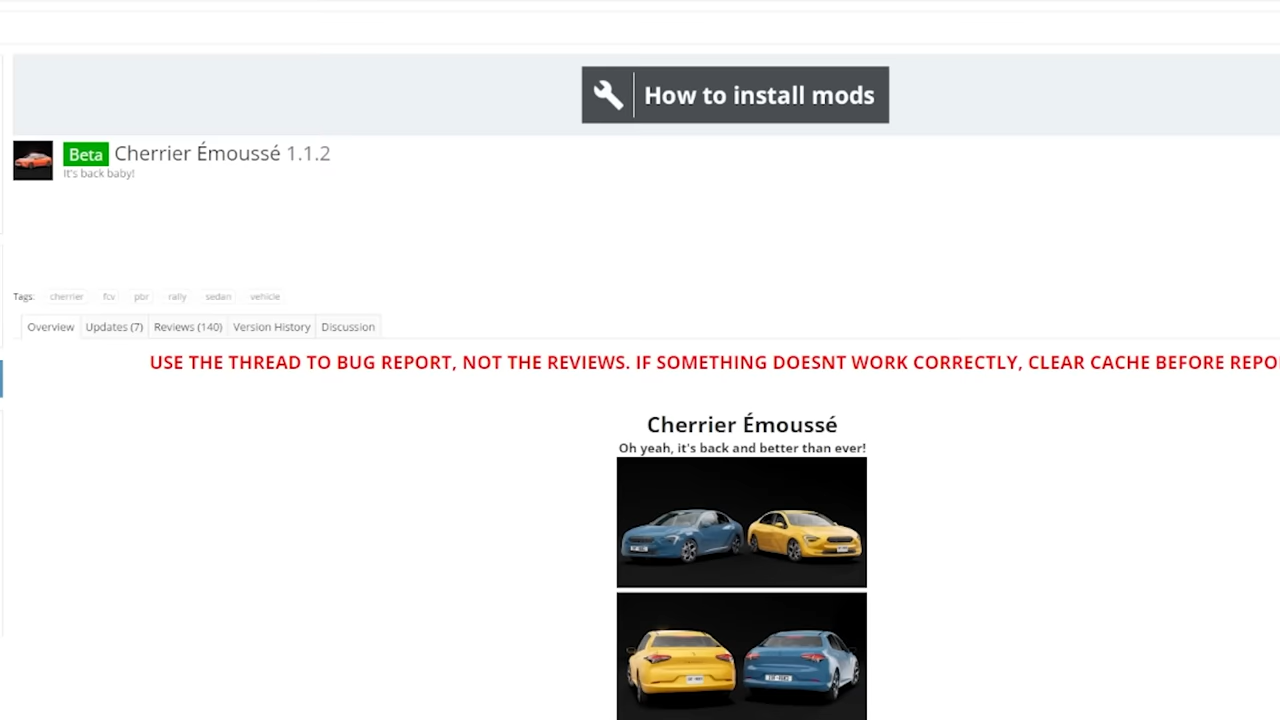 How to install mods
Beta Cherrier Émoussé 1.1.2
It's back baby!
Tags: cherrier fcv pbr rally sedan vehicle
Overview Updates (7) Reviews (140) Version History Discussion
USE THE THREAD TO BUG REPORT, NOT THE REVIEWS. IF SOMETHING DOESNT WORK CORRECTLY, CLEAR CACHE BEFORE REPO
Cherrier Émoussé
Oh yeah, it's back and better than ever!